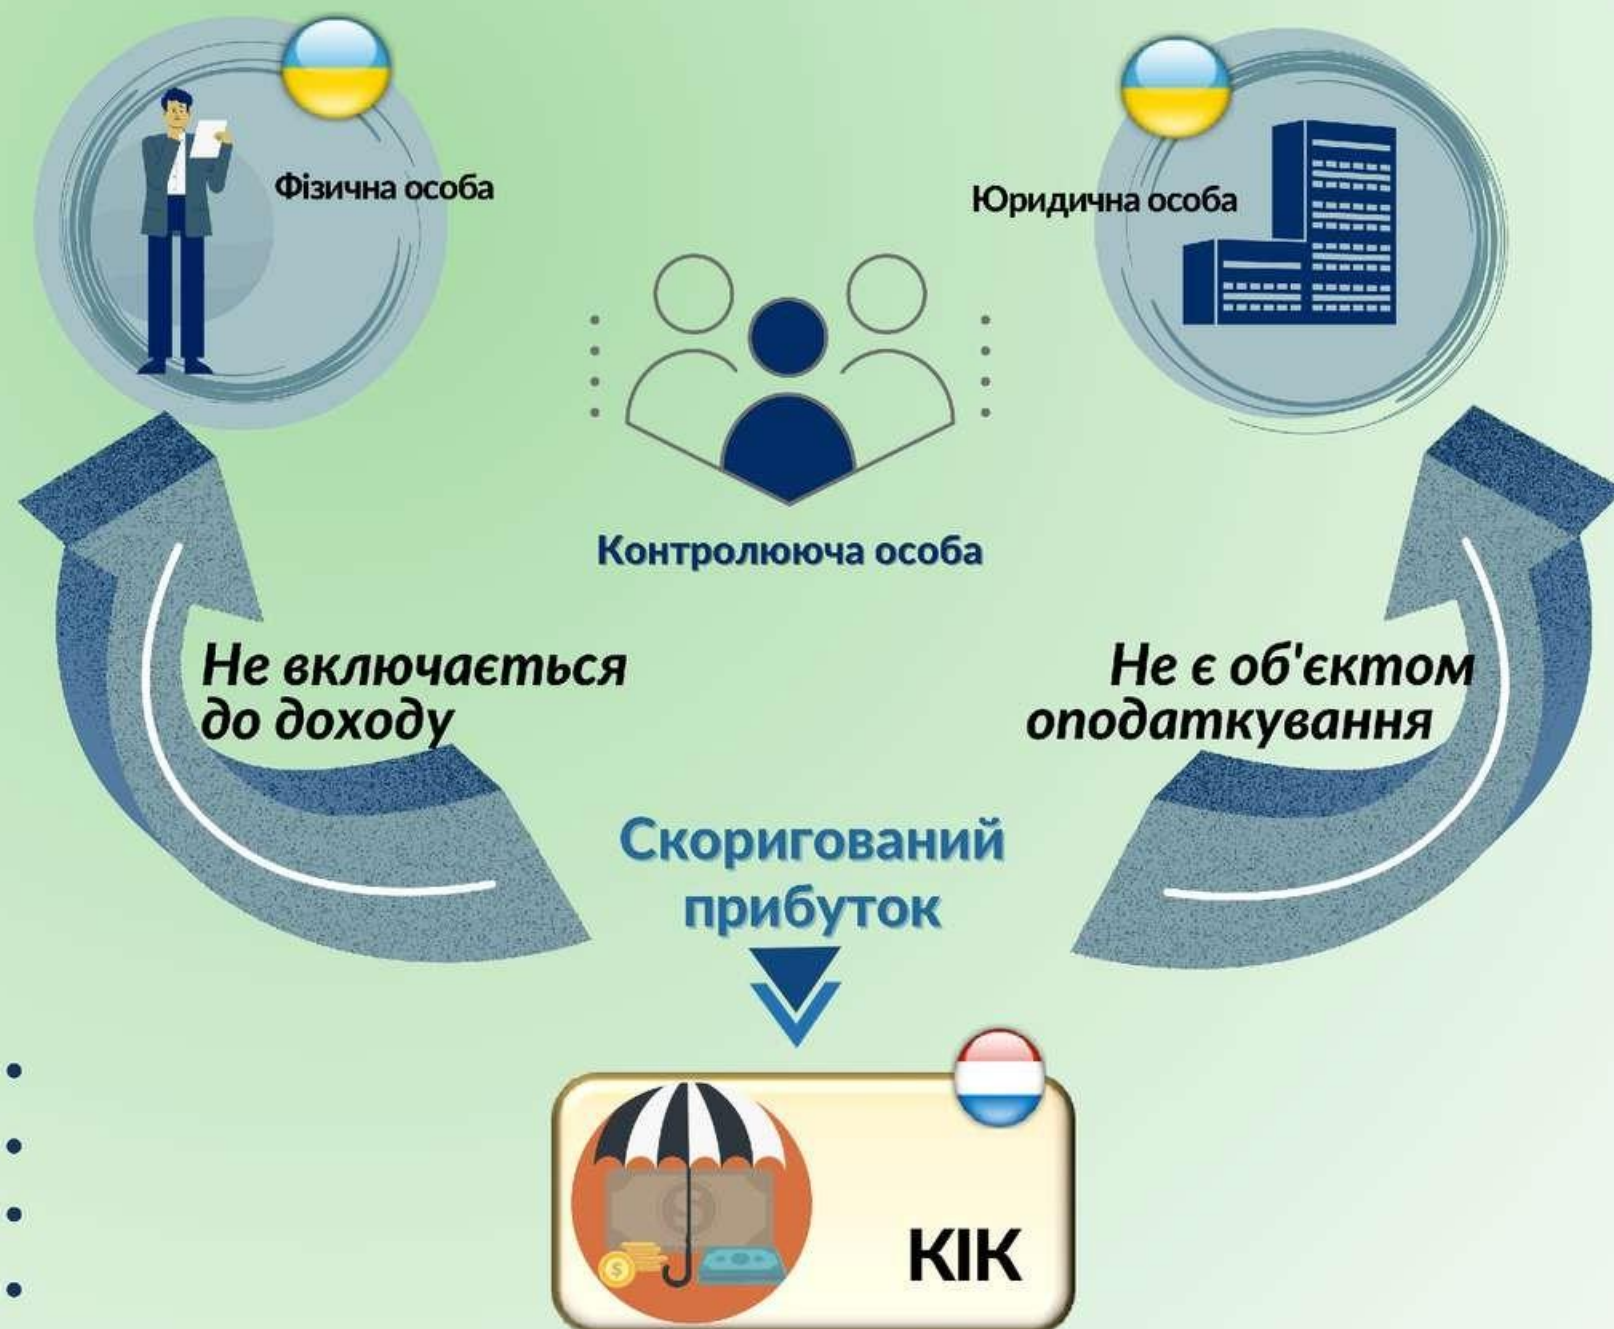 Фізична особа
Юридична особа
Контролююча особа
Не включається
до доходу
Не є об'єктом
оподаткування
Скоригований
прибуток
КІК